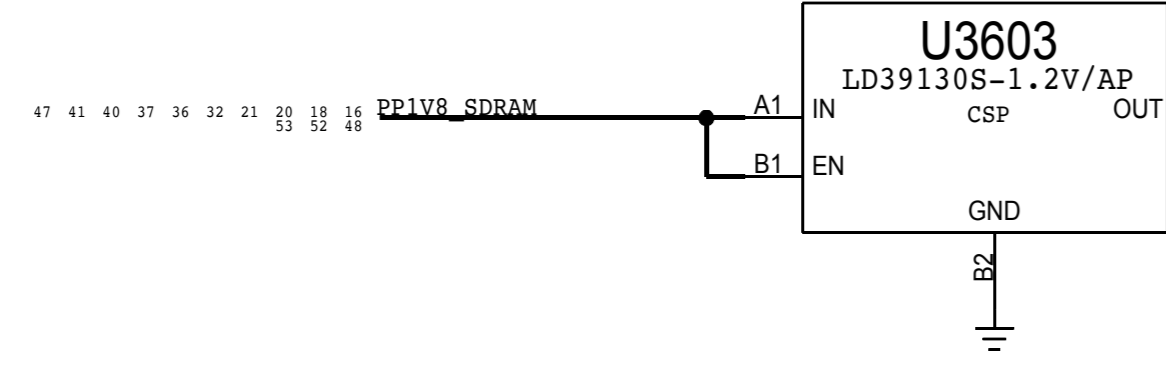 U3603
LD39130S-1.2V/AP
47 41 40 37 36 32 21 20 18 16 PP1V8_SDRAM
A1
IN
CSP
OUT
53 52 48
B1
EN
GND
B2